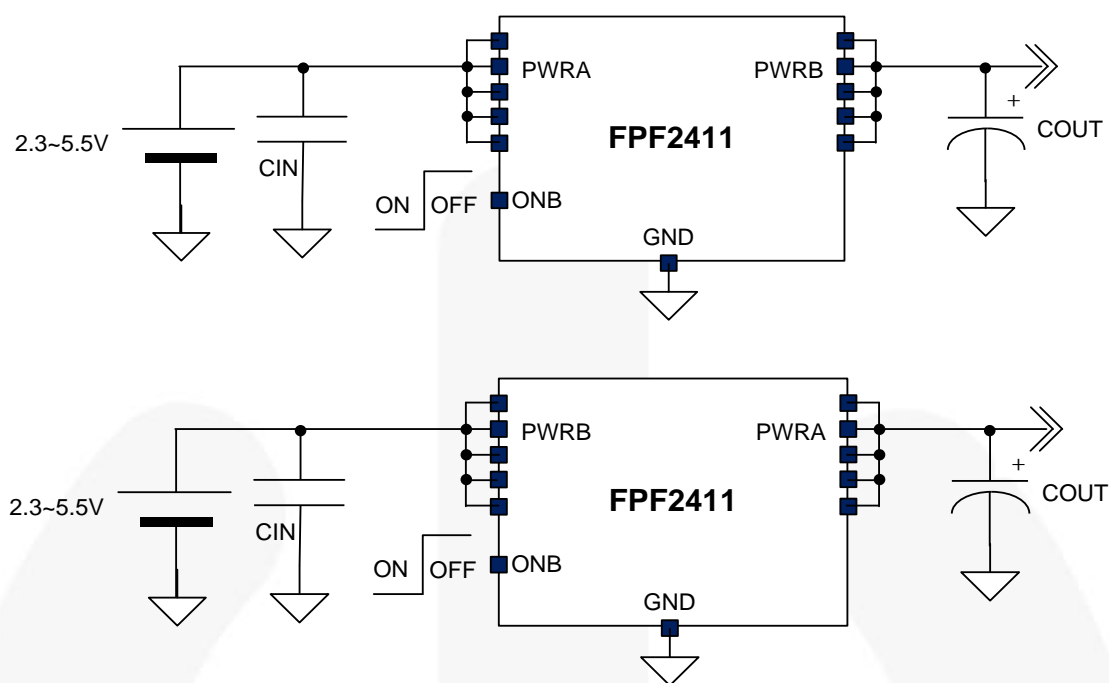 PWRA PWRB
FPF2411
2.3~5.5V
CIN
+
COUT
ON OFF
ONB
GND
PWRB PWRA
FPF2411
2.3~5.5V
CIN
+
COUT
ON OFF
ONB
GND